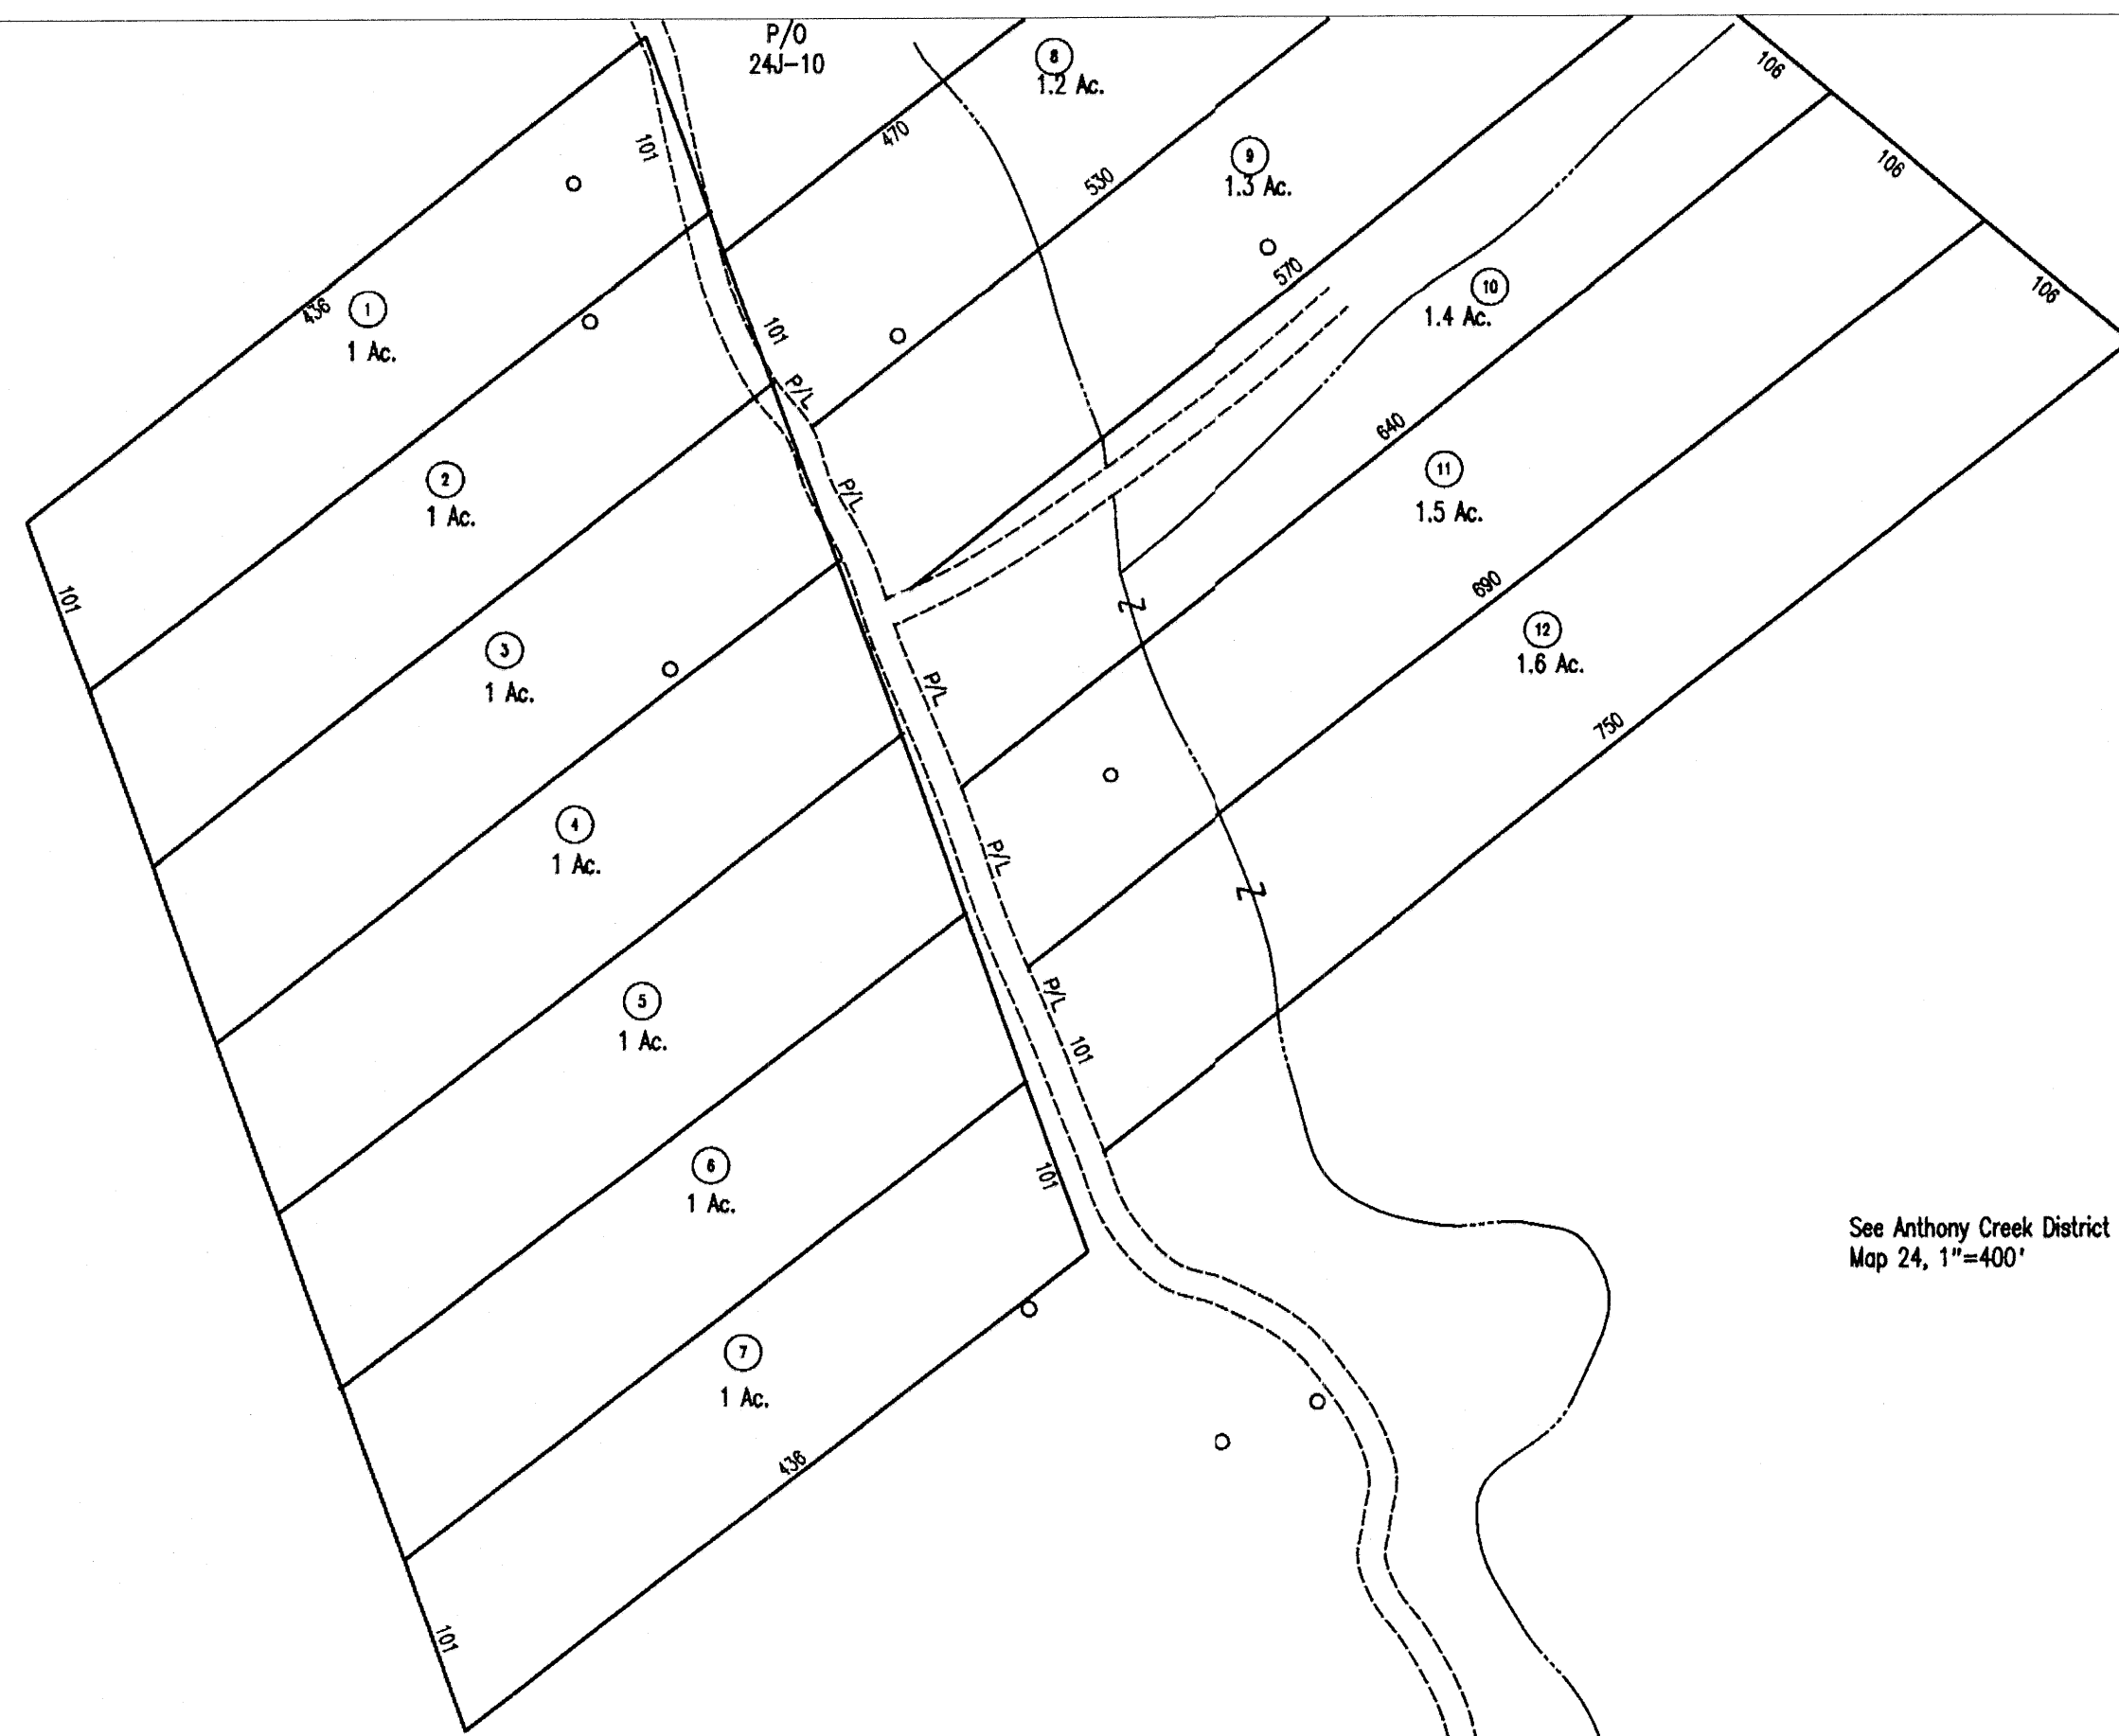 P/O
24J-10
8
1.2 Ac.
106
101
470
9
1.3 Ac.
530
106
436
1
1 Ac.
570
10
1.4 Ac.
106
101
P/L
640
2
1 Ac.
P/L
11
1.5 Ac.
101
690
3
1 Ac.
P/L
12
1.6 Ac.
750
4
1 Ac.
P/L
5
1 Ac.
P/L
101
6
1 Ac.
101
See Anthony Creek District
Map 24, 1"=400'
7
1 Ac.
436
101